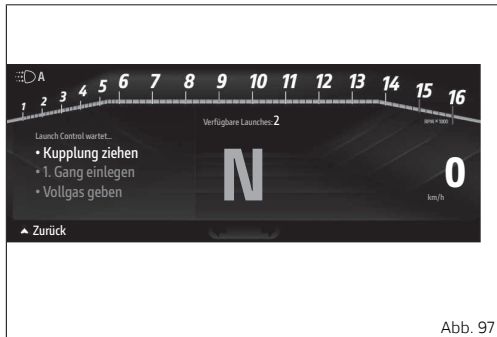 A
1 2 3 4 5 6 7 8 9 10 11 12 13 14 15 16
RPM × 1000
Launch Control wartet...
Verfügbare Launches: 2
• Kupplung ziehen
• 1. Gang einlegen
• Vollgas geben
N
0
km/h
Zurück
Abb. 97